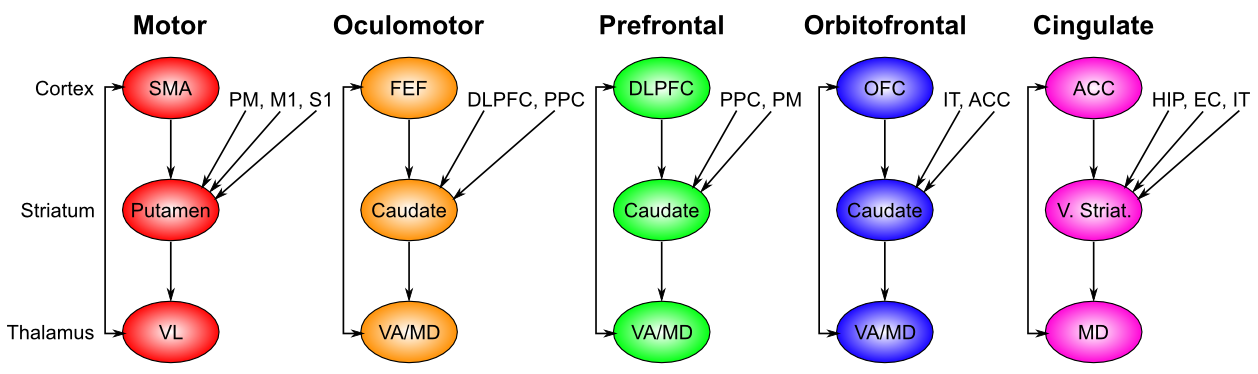 Motor Oculomotor Prefrontal Orbitofrontal Cingulate
Cortex SMA FEF DLPFC OFC ACC
PM, M1, S1 DLPFC, PPC PPC, PM IT, ACC HIP, EC, IT
Striatum Putamen Caudate Caudate Caudate V. Striat.
Thalamus VL VA/MD VA/MD VA/MD MD